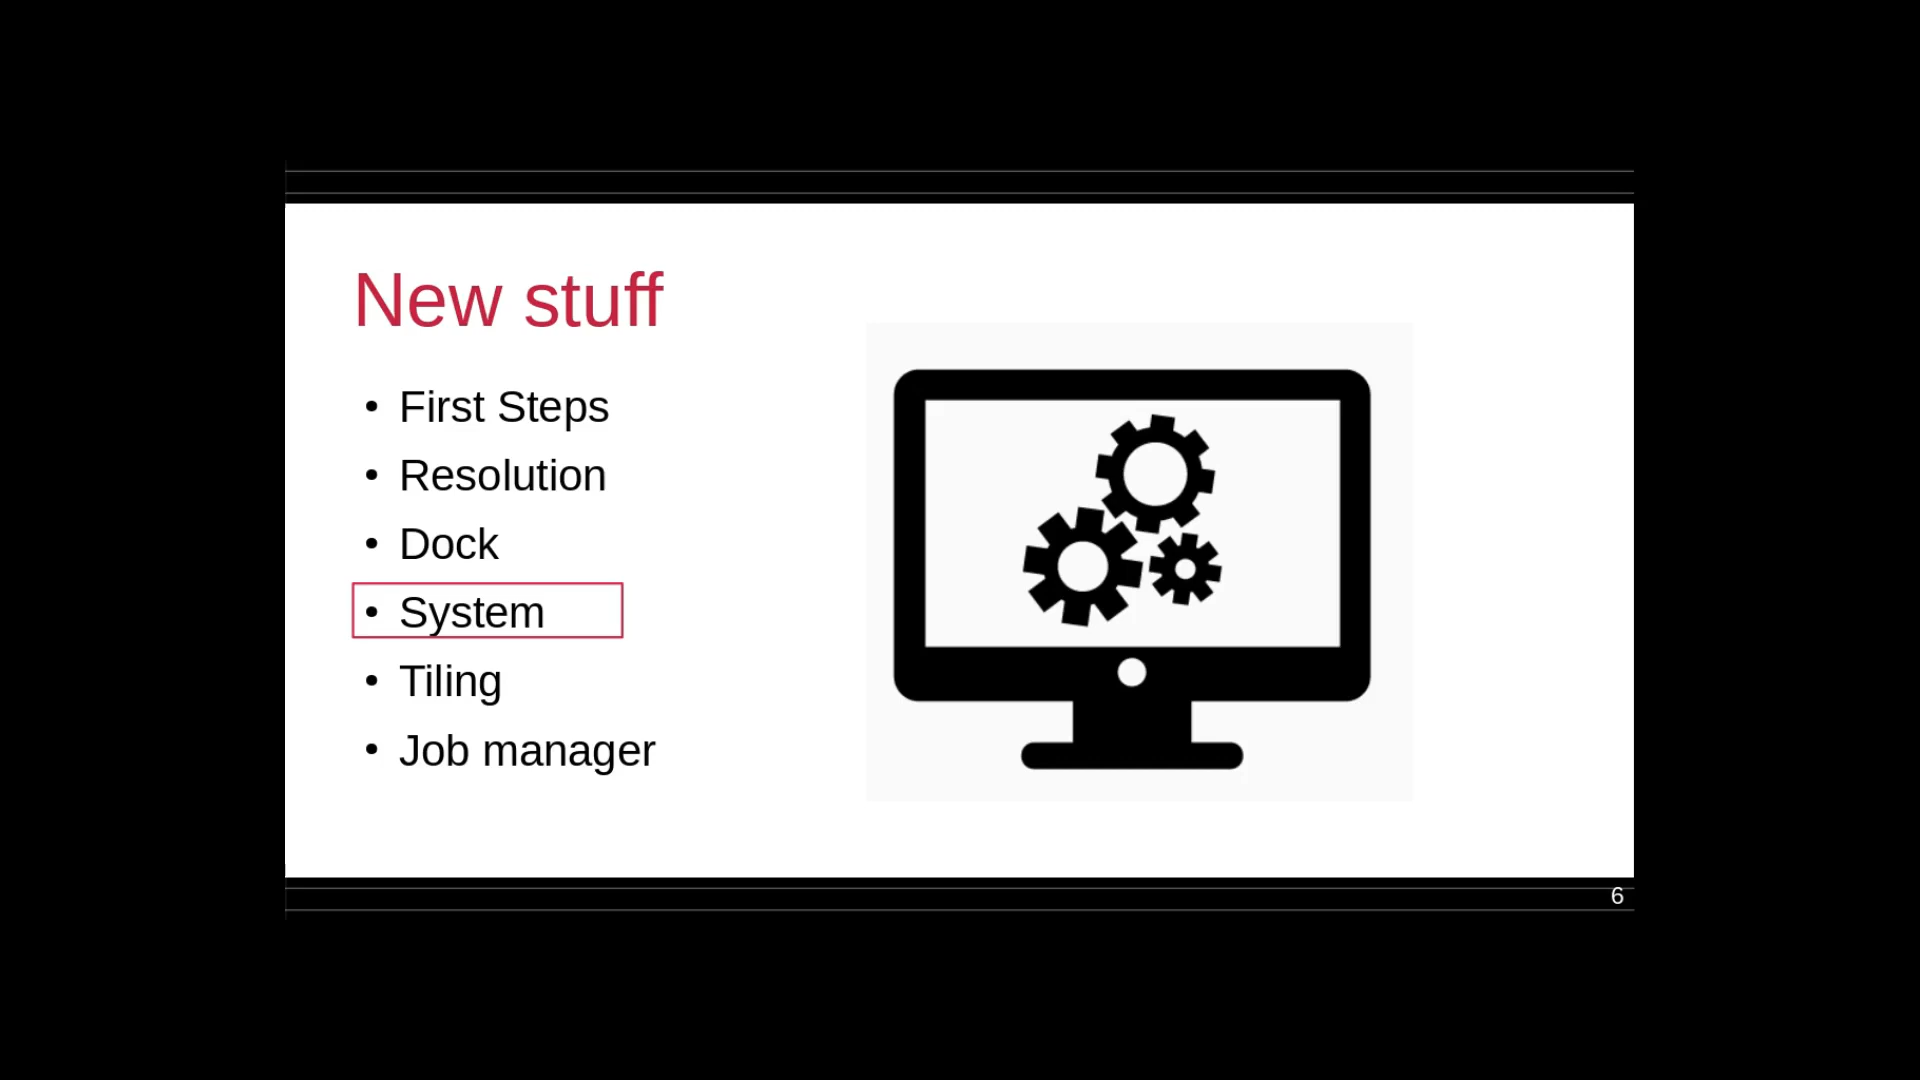 New stuff
• First Steps
• Resolution
• Dock
• System
• Tiling
• Job manager
6